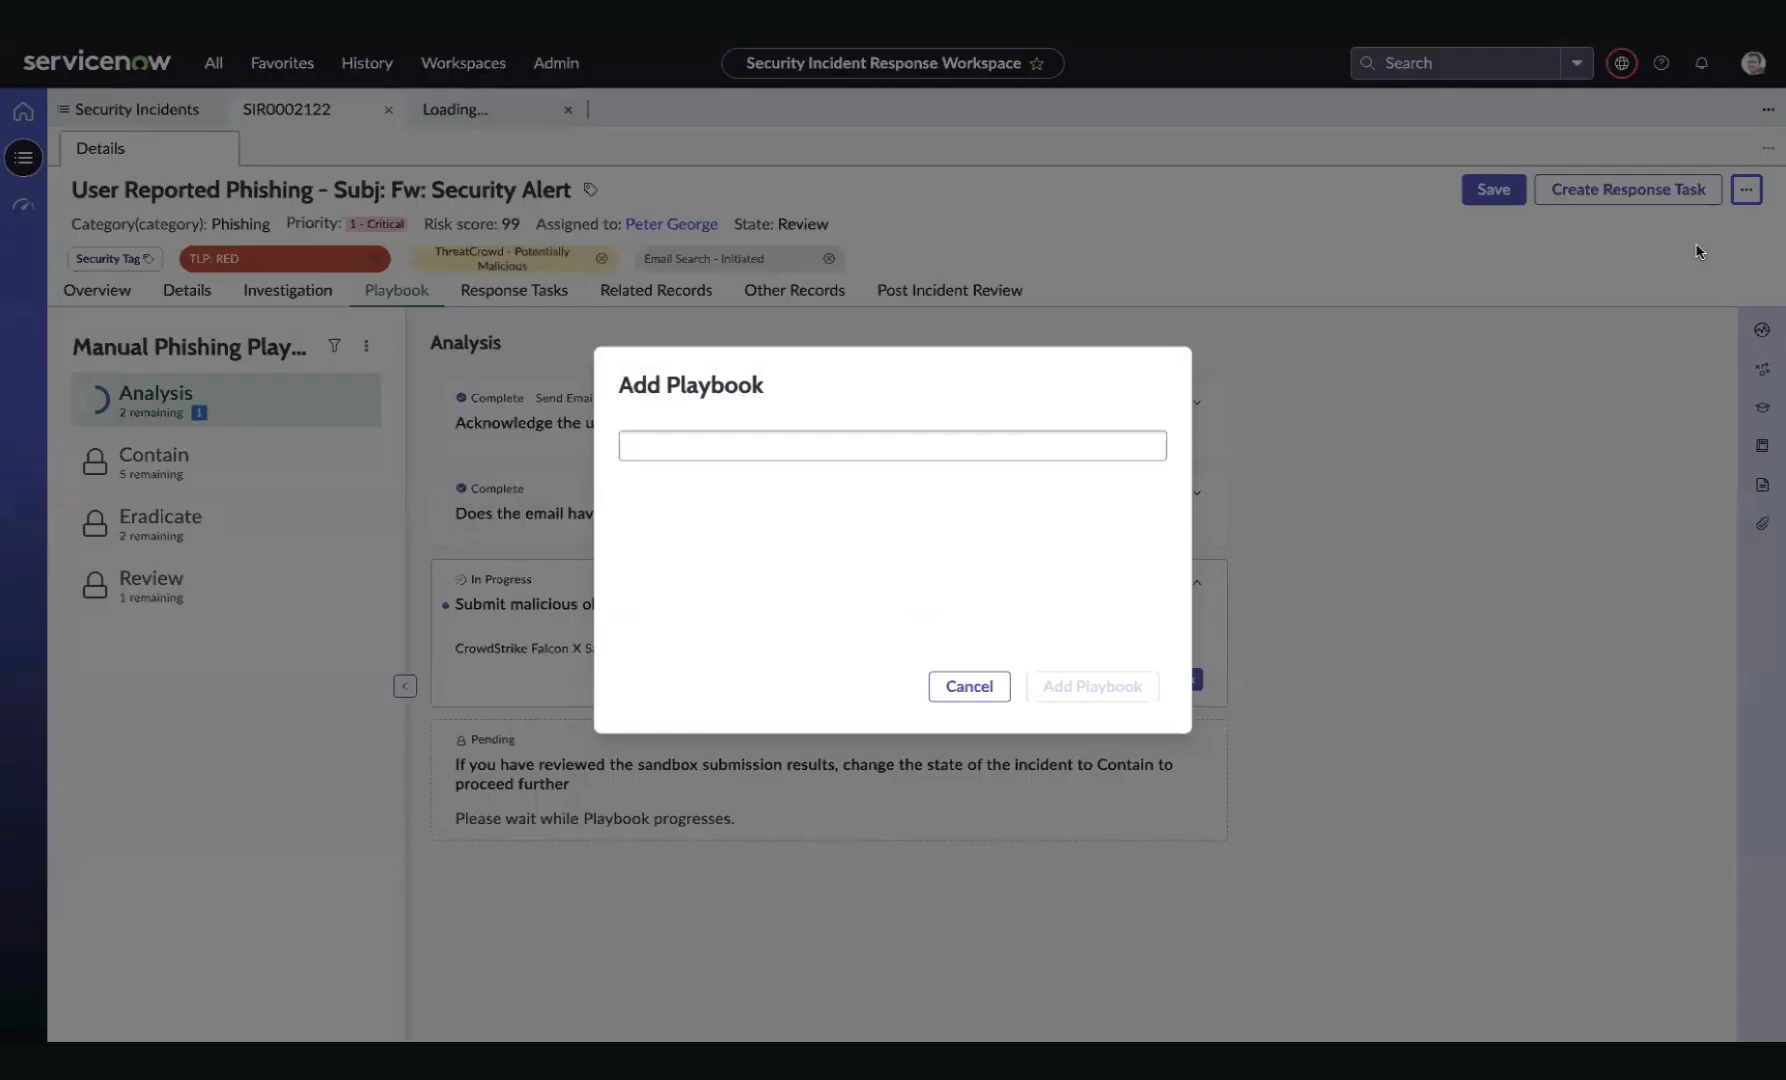 servicenow All Favorites History Workspaces Admin Security Incident Response Workspace Search
Security Incidents SIR0002122 Loading...
Details
User Reported Phishing - Subj: Fw: Security Alert Save Create Response Task
Category(category): Phishing Priority: 1 - Critical Risk score: 99 Assigned to: Peter George State: Review
Security Tag TLP: RED ThreatCrowd - Potentially Email Search - Initiated
Malicious
Overview Details Investigation Playbook Response Tasks Related Records Other Records Post Incident Review
Manual Phishing Play...
Analysis
2 remaining 1
Contain
5 remaining
Eradicate
2 remaining
Review
1 remaining
Analysis
Complete Send Emai
Acknowledge the u
Complete
Does the email hav
In Progress
Submit malicious ol
CrowdStrike Falcon X S
Pending
If you have reviewed the sandbox submission results, change the state of the incident to Contain to
proceed further
Please wait while Playbook progresses.
Add Playbook
Cancel Add Playbook